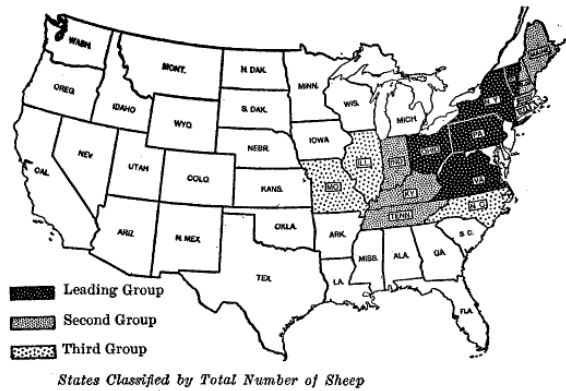 WASH.
MONT.
N. DAK.
MINN.
OREG.
IDAHO
WYO.
S. DAK.
WIS.
MICH.
N.Y.
PA.
NEBR.
IOWA
NEV.
UTAH
COLO.
CAL.
KANS.
MO.
ILL.
IND.
OHIO
KY.
VA.
TENN.
N.C.
ARIZ.
N. MEX.
OKLA.
ARK.
S.C.
TEX.
LA.
MISS.
ALA.
GA.
FLA.
Leading Group
Second Group
Third Group
States Classified by Total Number of Sheep